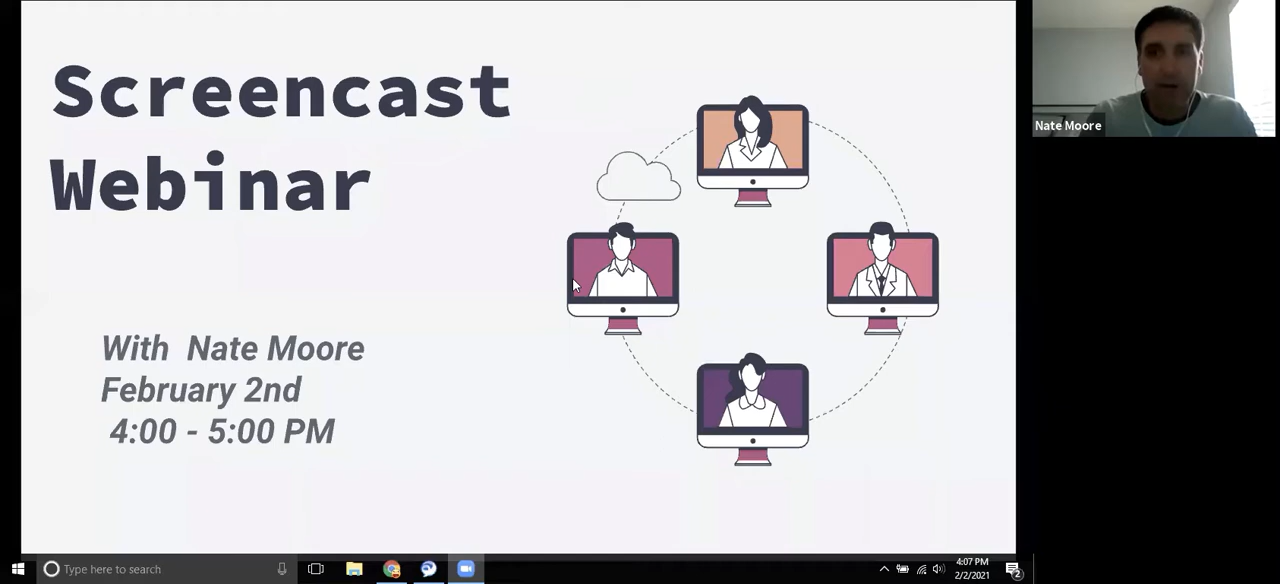 Screencast
Webinar
With Nate Moore
February 2nd
4:00 - 5:00 PM
Nate Moore
Type here to search
4:07 PM
2/2/2021
2